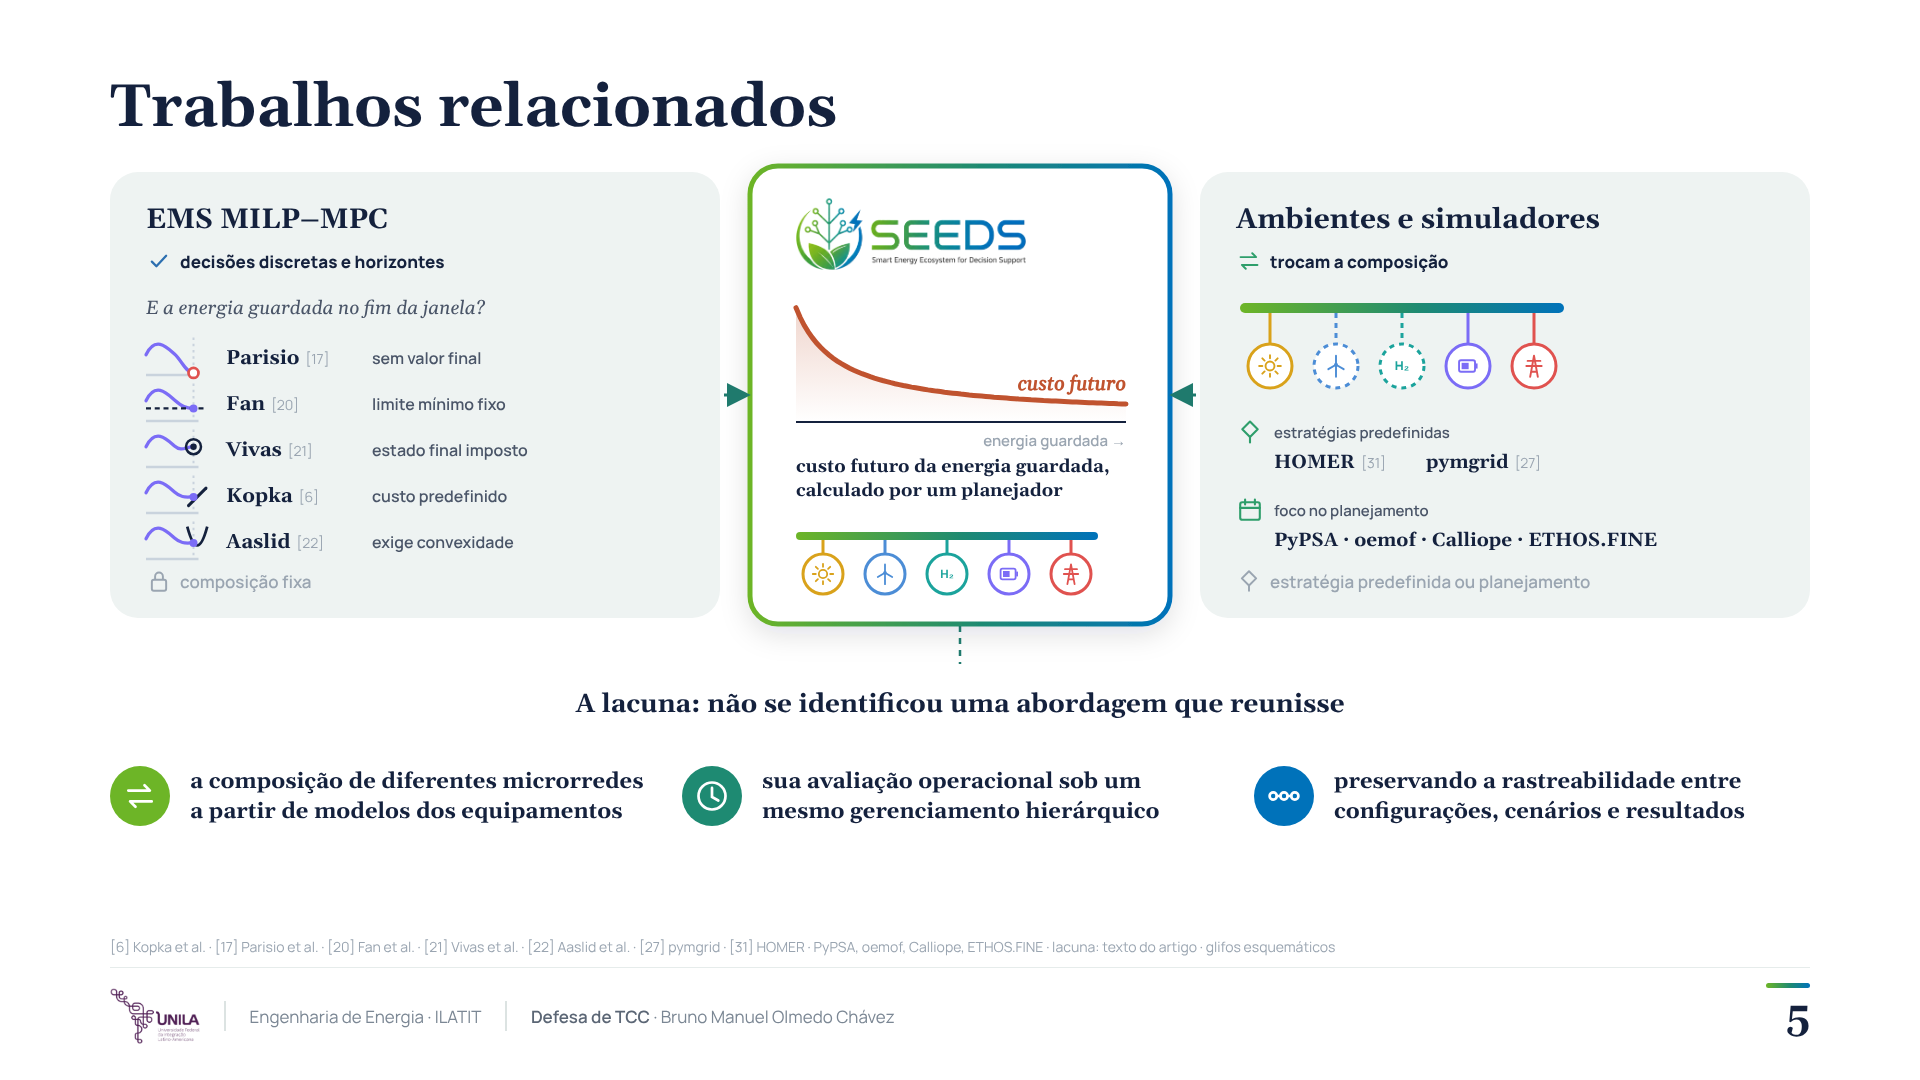 Trabalhos relacionados
EMS MILP–MPC
decisões discretas e horizontes
E a energia guardada no fim da janela?
Parisio [17] sem valor final
Fan [20] limite mínimo fixo
Vivas [21] estado final imposto
Kopka [6] custo predefinido
Aaslid [22] exige convexidade
composição fixa
SEEDS
Smart Energy Ecosystem for Decision Support
custo futuro
energia guardada →
custo futuro da energia guardada,
calculado por um planejador
H₂
Ambientes e simuladores
trocam a composição
H₂
estratégias predefinidas
HOMER [31] pymgrid [27]
foco no planejamento
PyPSA · oemof · Calliope · ETHOS.FINE
estratégia predefinida ou planejamento
A lacuna: não se identificou uma abordagem que reunisse
a composição de diferentes microrredes
a partir de modelos dos equipamentos
sua avaliação operacional sob um
mesmo gerenciamento hierárquico
preservando a rastreabilidade entre
configurações, cenários e resultados
[6] Kopka et al. · [17] Parisio et al. · [20] Fan et al. · [21] Vivas et al. · [22] Aaslid et al. · [27] pymgrid · [31] HOMER · PyPSA, oemof, Calliope, ETHOS.FINE · lacuna: texto do artigo · glifos esquemáticos
UNILA
Engenharia de Energia · ILATIT
Defesa de TCC · Bruno Manuel Olmedo Chávez
5